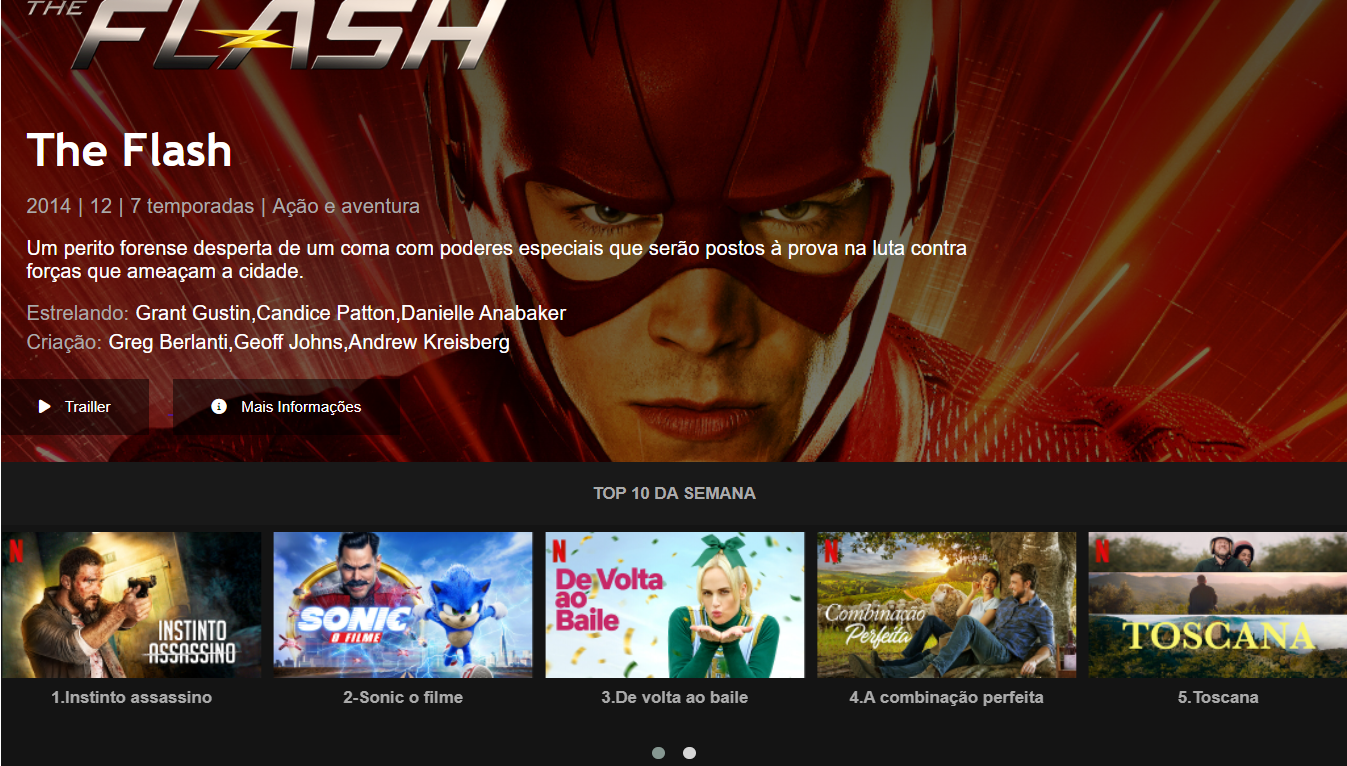 THE
FLASH
The Flash
2014 | 12 | 7 temporadas | Ação e aventura
Um perito forense desperta de um coma com poderes especiais que serão postos à prova na luta contra
forças que ameaçam a cidade.
Estrelando: Grant Gustin,Candice Patton,Danielle Anabaker
Criação: Greg Berlanti,Geoff Johns,Andrew Kreisberg
Trailler
Mais Informações
TOP 10 DA SEMANA
N
INSTINTO
ASSASSINO
SONIC
O FILME
N
De Volta
ao
Baile
N
Combinação
Perfeita
N
TOSCANA
1.Instinto assassino
2-Sonic o filme
3.De volta ao baile
4.A combinação perfeita
5.Toscana